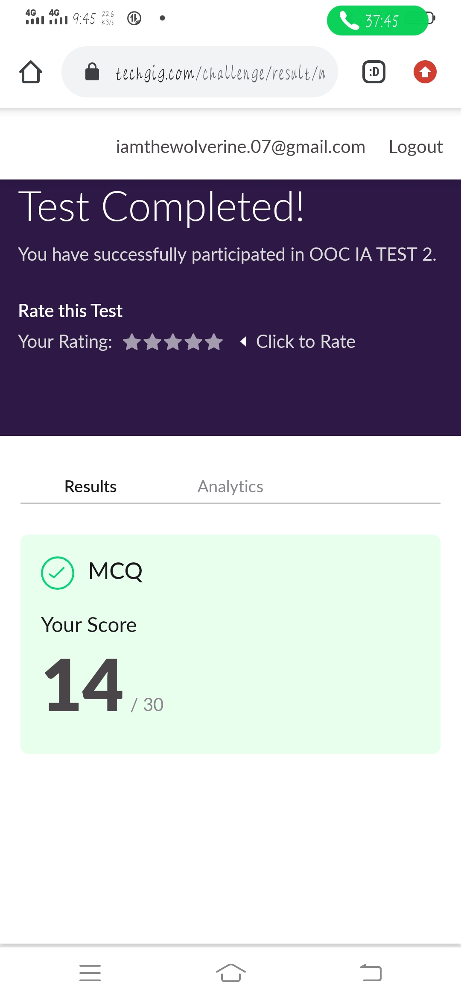 4G 4G 9:45 22.6 KB/s 37:45
techgig.com/challenge/result/n
:D
iamthewolverine.07@gmail.com Logout
Test Completed!
You have successfully participated in OOC IA TEST 2.
Rate this Test
Your Rating: Click to Rate
Results Analytics
MCQ
Your Score
14 / 30